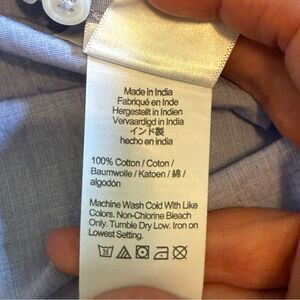 Made in India
Fabriqué en Inde
Hergestellt in Indien
Vervaardigd in India
インド製
hecho en india
100% Cotton / Coton /
Baumwolle / Katoen / 綿 /
algodón
Machine Wash Cold With Like
Colors. Non-Chlorine Bleach
Only. Tumble Dry Low. Iron on
Lowest Setting.
30